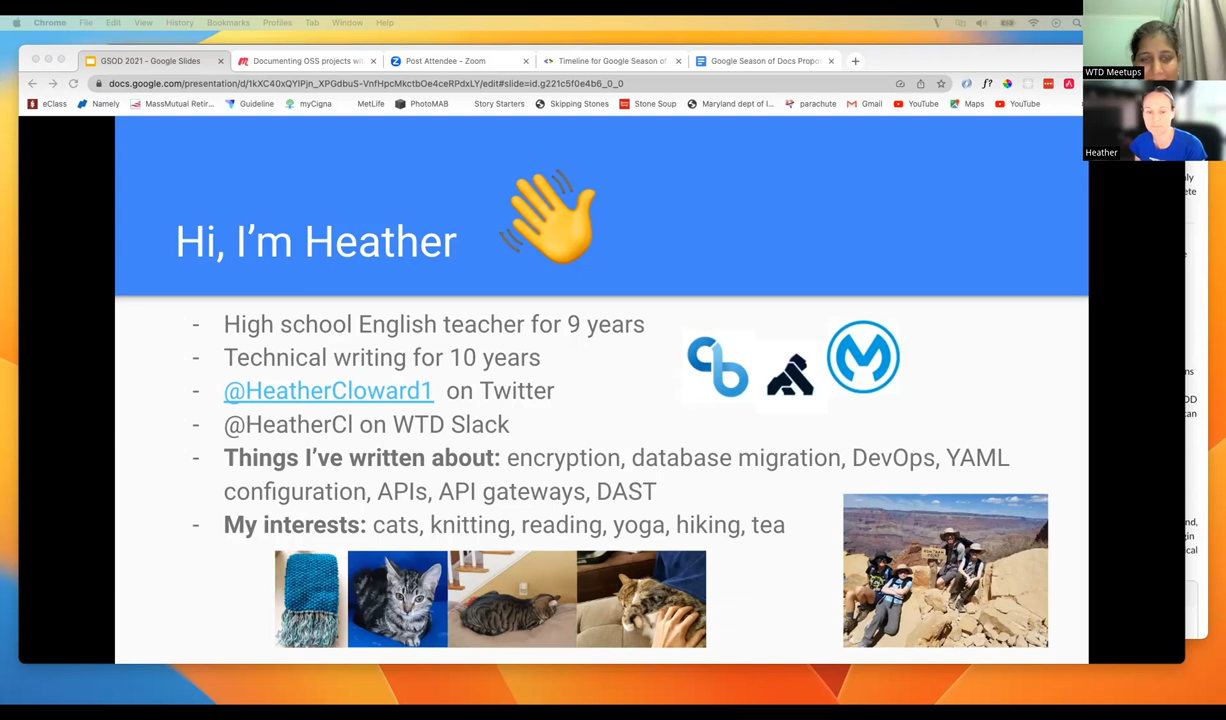 Chrome File Edit View History Bookmarks Profiles Tab Window Help
GSOD 2021 - Google Slides
Documenting OSS projects wi
Post Attendee - Zoom
Timeline for Google Season of
Google Season of Docs Propo
docs.google.com/presentation/d/1kXC40xQYlPjn_XPGdbuS-VnfHpcMkctbOe4ceRPdxLY/edit#slide=id.g221c5f0e4b6_0_0
eClass Namely MassMutual Retir... Guideline myCigna MetLife PhotoMAB Story Starters Skipping Stones Stone Soup Maryland dept of l... parachute Gmail YouTube Maps YouTube
WTD Meetups
Heather
Hi, I'm Heather
- High school English teacher for 9 years
- Technical writing for 10 years
- @HeatherCloward1 on Twitter
- @HeatherCl on WTD Slack
- Things I've written about: encryption, database migration, DevOps, YAML
configuration, APIs, API gateways, DAST
- My interests: cats, knitting, reading, yoga, hiking, tea